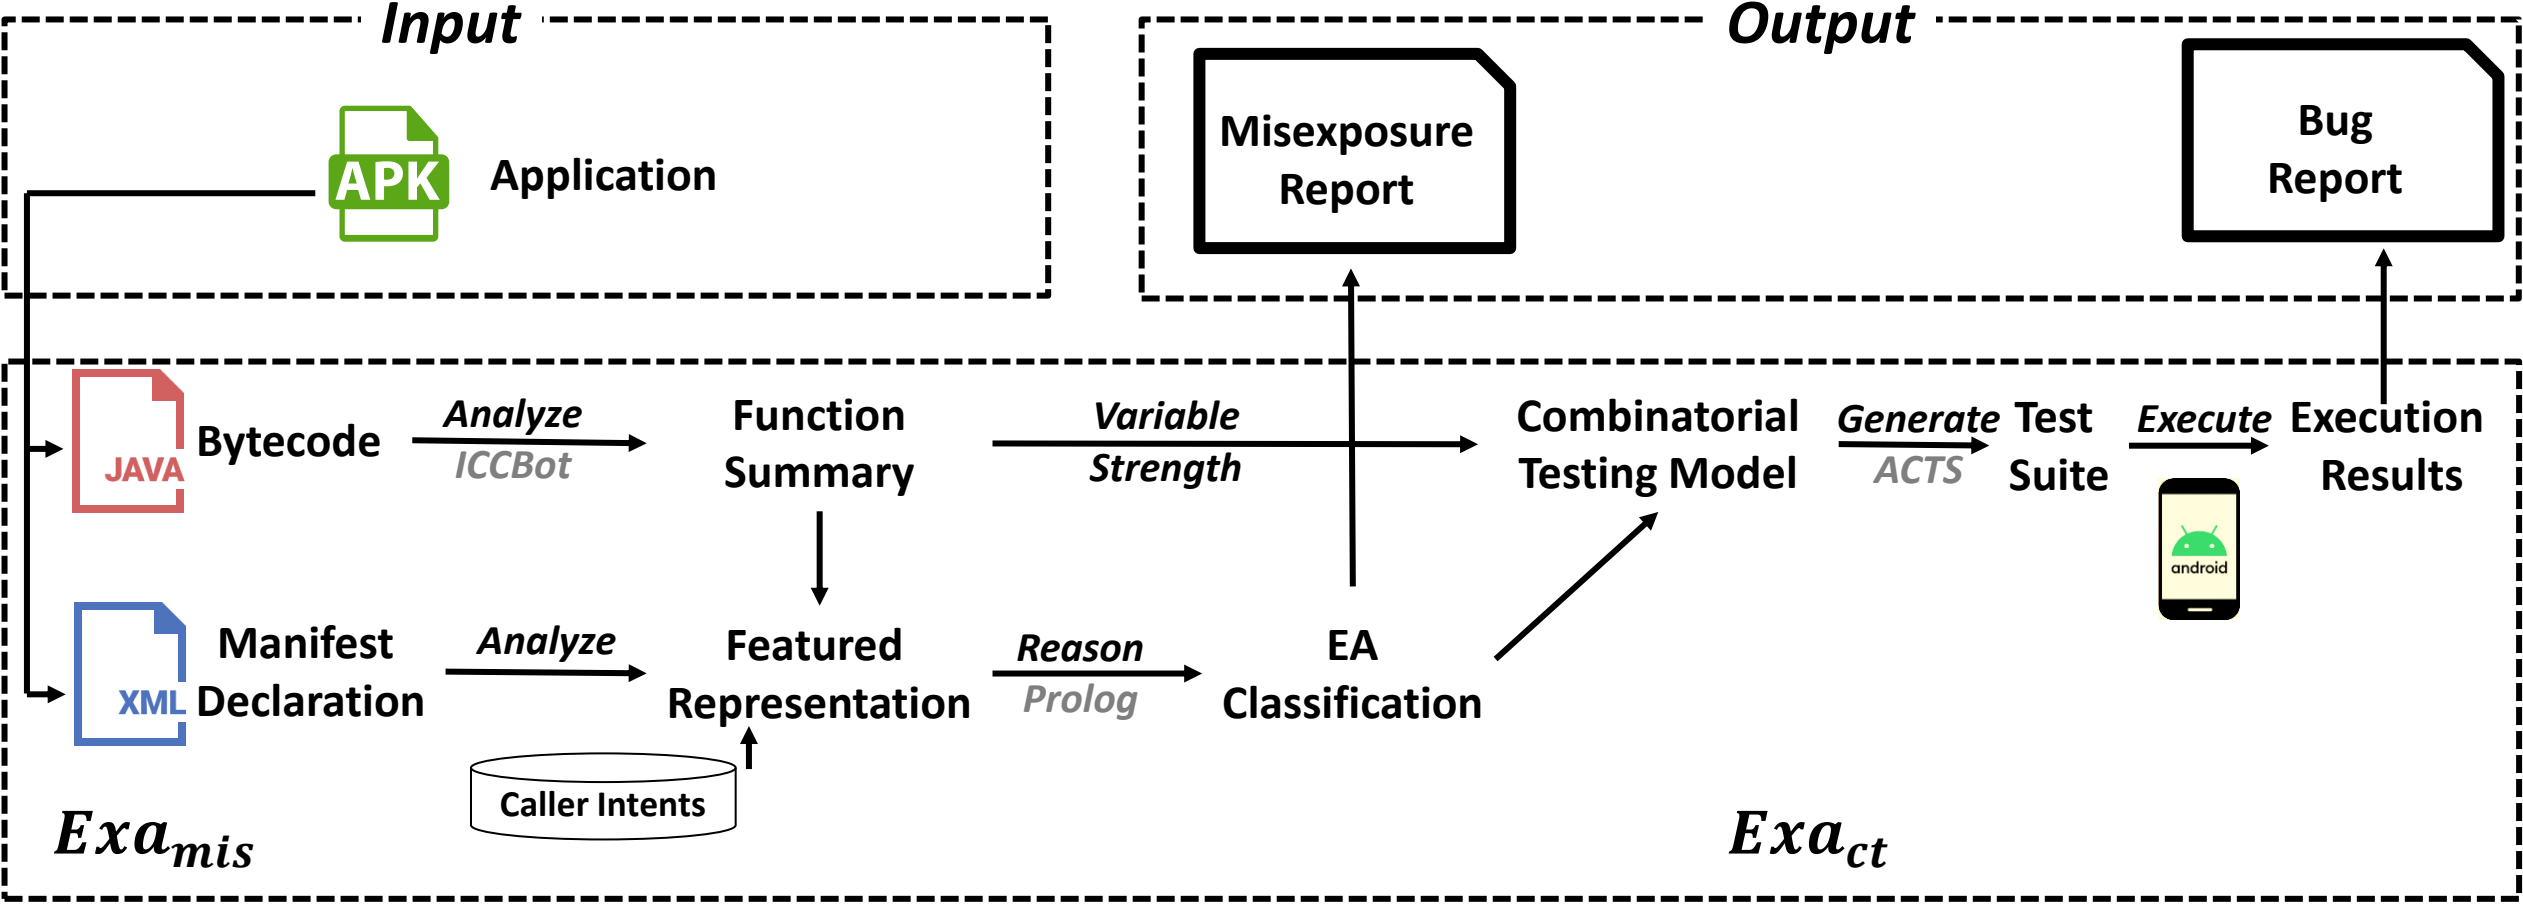 Input
Output
APK
Application
Misexposure
Report
Bug
Report
JAVA
Bytecode
Analyze
ICCBot
Function
Summary
Variable
Strength
Combinatorial
Testing Model
Generate
ACTS
Test
Suite
Execute
Execution
Results
android
XML
Manifest
Declaration
Analyze
Featured
Representation
Reason
Prolog
EA
Classification
Caller Intents
Exa_mis
Exa_ct